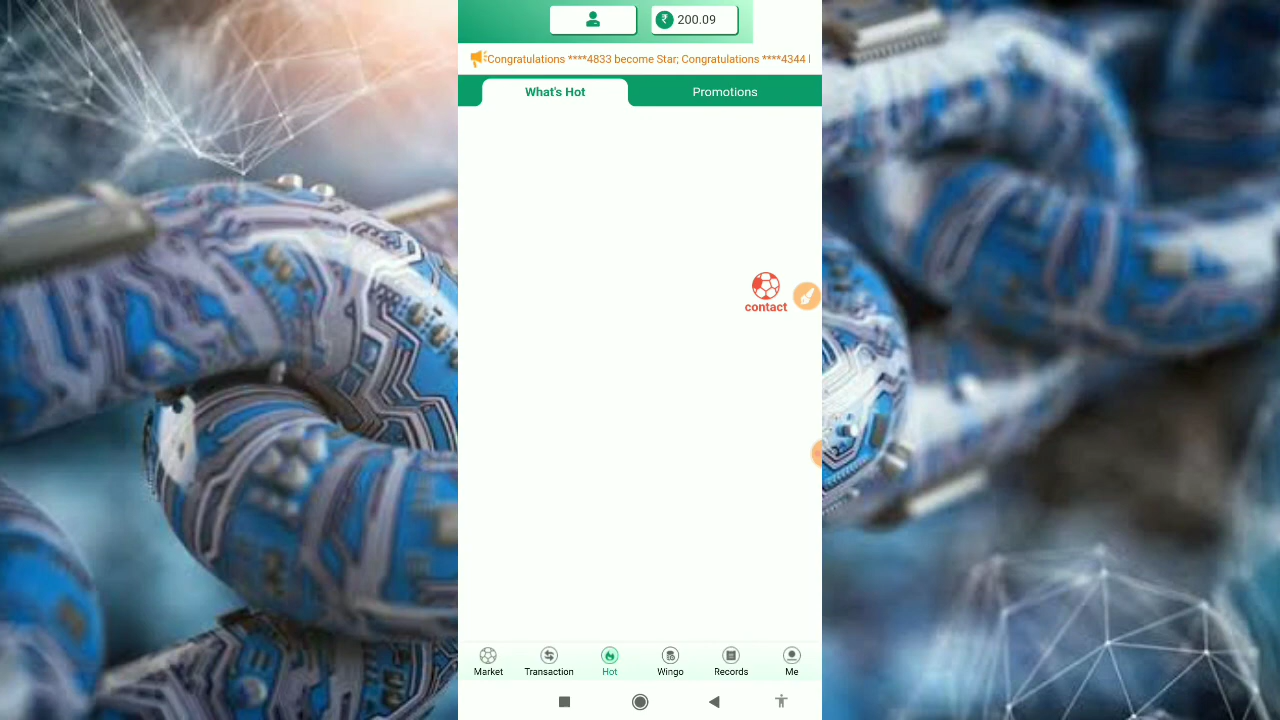 ₹ 200.09
Congratulations ****4833 become Star; Congratulations ****4344
What's Hot
Promotions
contact
Market
Transaction
Hot
Wingo
Records
Me